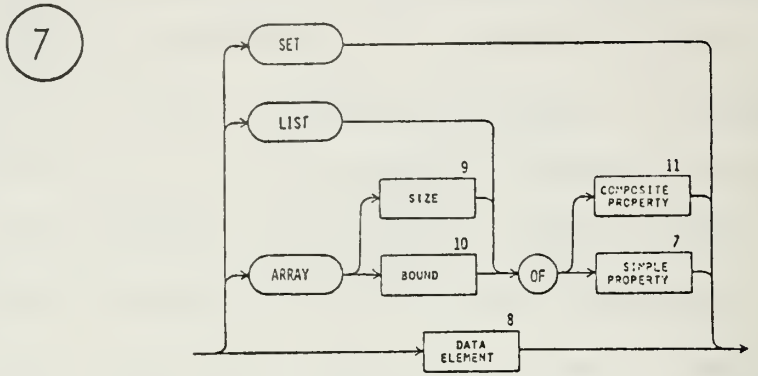 7
SET
LIST
9
SIZE
11
COMPOSITE
PROPERTY
10
ARRAY
BOUND
OF
7
SIMPLE
PROPERTY
8
DATA
ELEMENT